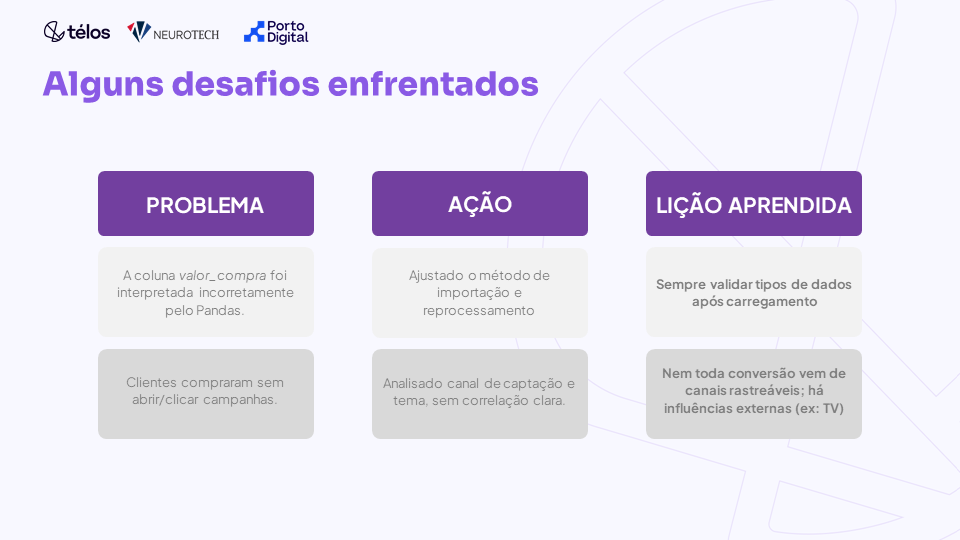 télos NEUROTECH Porto Digital
Alguns desafios enfrentados
PROBLEMA
AÇÃO
LIÇÃO APRENDIDA
A coluna valor_compra foi
interpretada incorretamente
pelo Pandas.
Ajustado o método de
importação e
reprocessamento
Sempre validar tipos de dados
após carregamento
Clientes compraram sem
abrir/clicar campanhas.
Analisado canal de captação e
tema, sem correlação clara.
Nem toda conversão vem de
canais rastreáveis; há
influências externas (ex: TV)